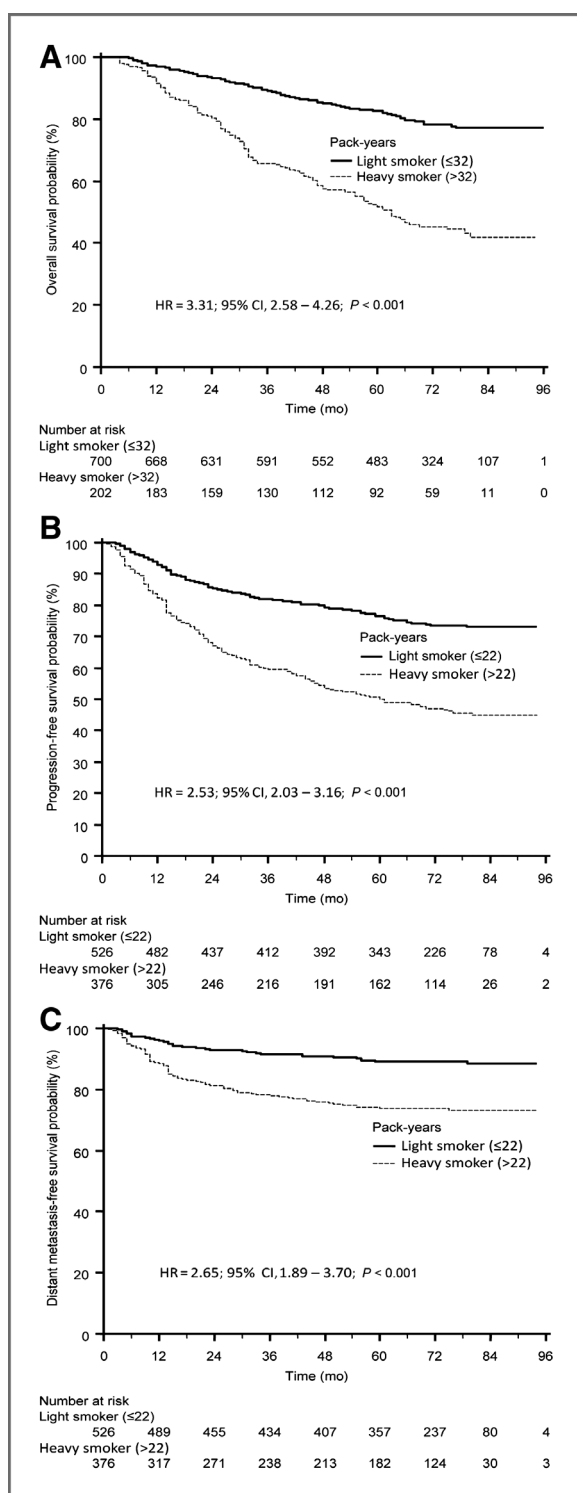 A
100
80
60
40
20
0
Overall survival probability (%)
Pack-years
Light smoker (≤32)
Heavy smoker (>32)
HR = 3.31; 95% CI, 2.58 – 4.26; P < 0.001
0 12 24 36 48 60 72 84 96
Time (mo)
Number at risk
Light smoker (≤32)
700 668 631 591 552 483 324 107 1
Heavy smoker (>32)
202 183 159 130 112 92 59 11 0
B
100
90
80
70
60
50
40
30
20
10
0
Progression-free survival probability (%)
Pack-years
Light smoker (≤22)
Heavy smoker (>22)
HR = 2.53; 95% CI, 2.03 – 3.16; P < 0.001
0 12 24 36 48 60 72 84 96
Time (mo)
Number at risk
Light smoker (≤22)
526 482 437 412 392 343 226 78 4
Heavy smoker (>22)
376 305 246 216 191 162 114 26 2
C
100
80
60
40
20
0
Distant metastasis-free survival probability (%)
Pack-years
Light smoker (≤22)
Heavy smoker (>22)
HR = 2.65; 95% CI, 1.89 – 3.70; P < 0.001
0 12 24 36 48 60 72 84 96
Time (mo)
Number at risk
Light smoker (≤22)
526 489 455 434 407 357 237 80 4
Heavy smoker (>22)
376 317 271 238 213 182 124 30 3